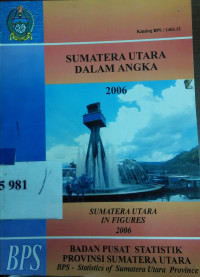 Katalog BPS : 1403.12
SUMATERA UTARA
DALAM ANGKA
2006
5 981
SUMATERA UTARA
IN FIGURES
2006
BPS
BADAN PUSAT STATISTIK
PROVINSI SUMATERA UTARA
BPS - Statistics of Sumatera Utara Province